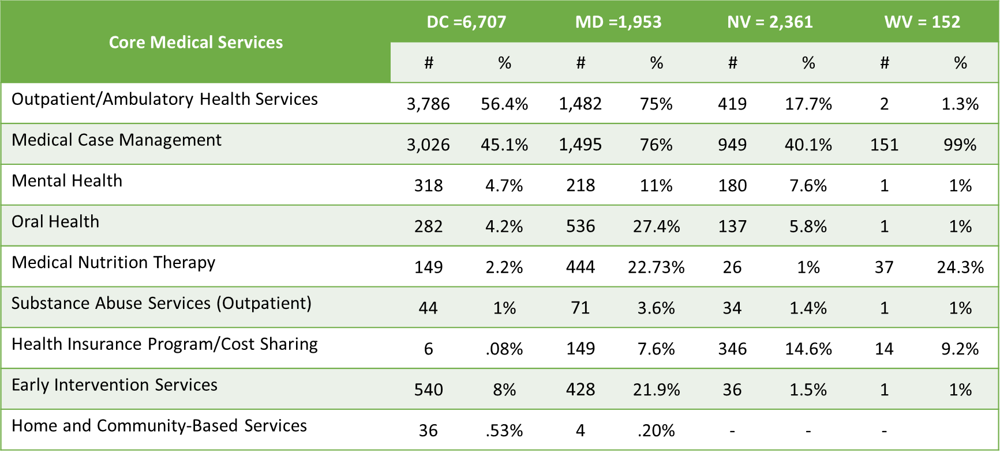 Core Medical Services DC =6,707 MD =1,953 NV = 2,361 WV = 152
# % # % # % # %
Outpatient/Ambulatory Health Services 3,786 56.4% 1,482 75% 419 17.7% 2 1.3%
Medical Case Management 3,026 45.1% 1,495 76% 949 40.1% 151 99%
Mental Health 318 4.7% 218 11% 180 7.6% 1 1%
Oral Health 282 4.2% 536 27.4% 137 5.8% 1 1%
Medical Nutrition Therapy 149 2.2% 444 22.73% 26 1% 37 24.3%
Substance Abuse Services (Outpatient) 44 1% 71 3.6% 34 1.4% 1 1%
Health Insurance Program/Cost Sharing 6 .08% 149 7.6% 346 14.6% 14 9.2%
Early Intervention Services 540 8% 428 21.9% 36 1.5% 1 1%
Home and Community-Based Services 36 .53% 4 .20% - - -